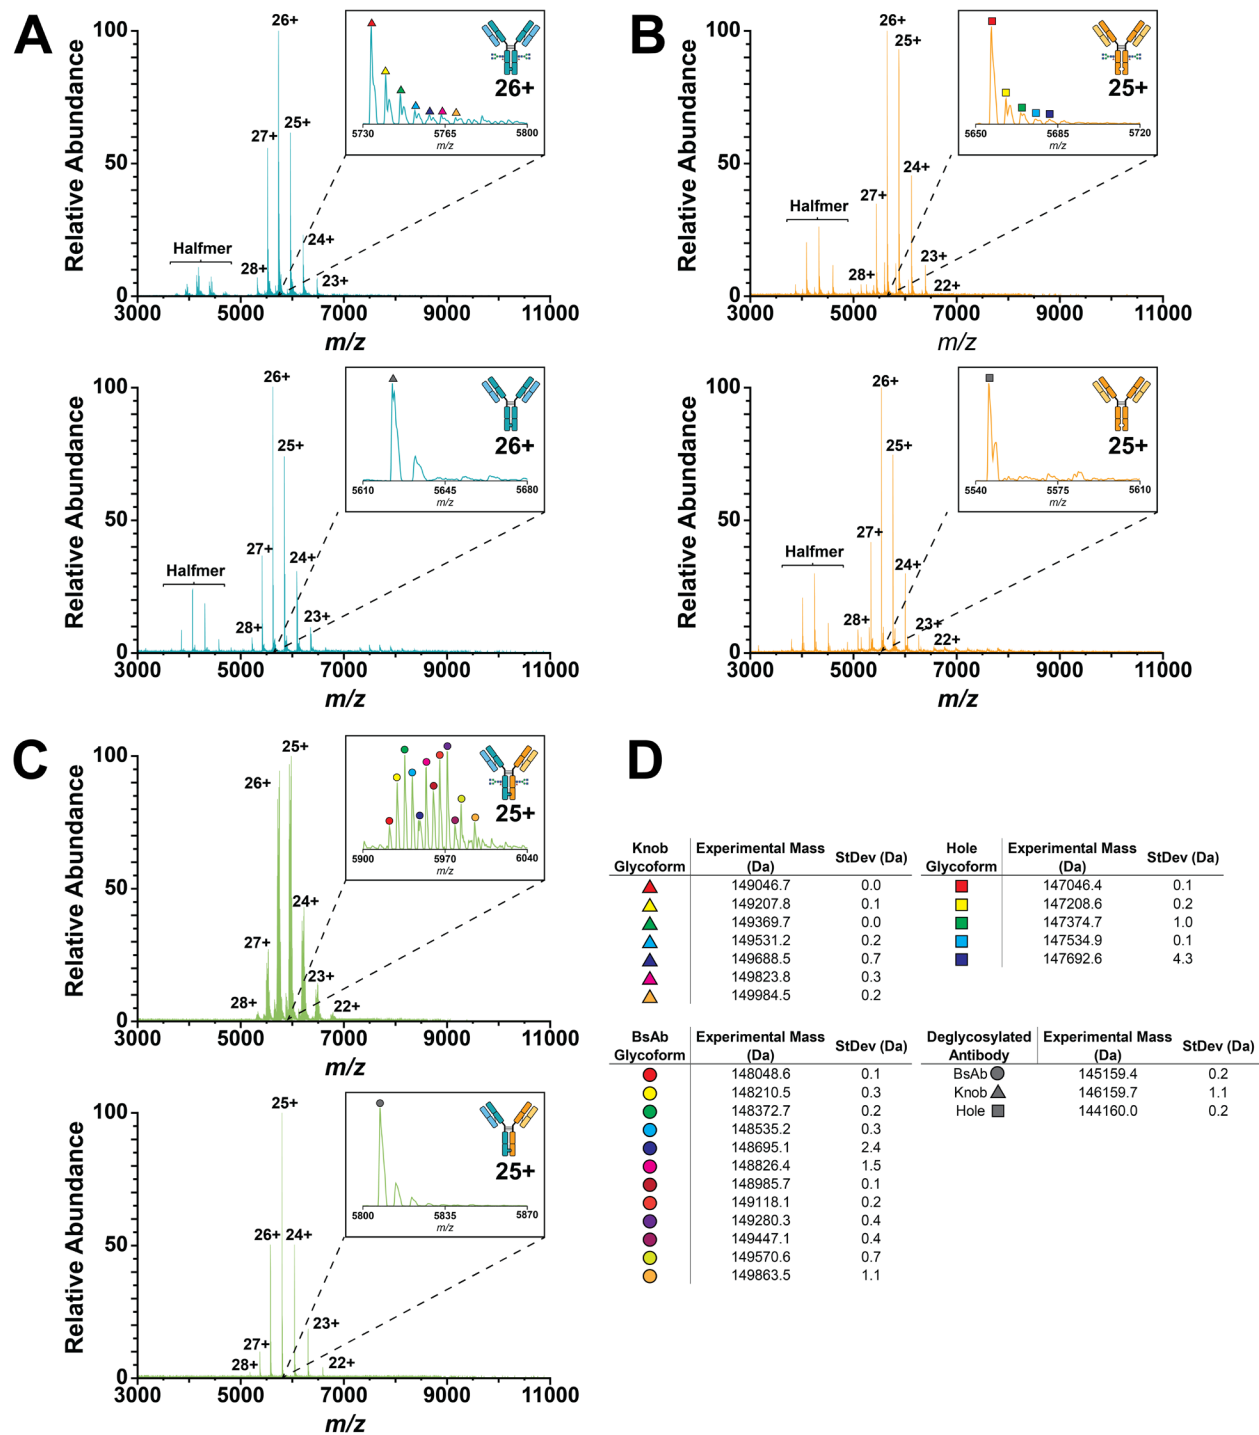 A
Relative Abundance
100
50
0
26+
27+
25+
24+
28+
23+
Halfmer
3000 5000 7000 9000 11000
m/z
26+
5730 5765 5800
m/z
B
Relative Abundance
100
50
0
26+
25+
24+
27+
23+
28+
22+
Halfmer
3000 5000 7000 9000 11000
m/z
25+
5650 5685 5720
m/z
Relative Abundance
100
50
0
26+
25+
27+
24+
28+
23+
Halfmer
3000 5000 7000 9000 11000
m/z
26+
5610 5645 5680
m/z
Relative Abundance
100
50
0
26+
25+
27+
24+
28+
23+
22+
Halfmer
3000 5000 7000 9000 11000
m/z
25+
5540 5575 5610
m/z
C
Relative Abundance
100
50
0
25+
26+
24+
27+
23+
28+
22+
3000 5000 7000 9000 11000
m/z
25+
5900 5970 6040
m/z
Relative Abundance
100
50
0
25+
26+ 24+
23+
27+
28+
22+
3000 5000 7000 9000 11000
m/z
25+
5800 5835 5870
m/z
D
Knob Glycoform Experimental Mass (Da) StDev (Da)
149046.7 0.0
149207.8 0.1
149369.7 0.0
149531.2 0.2
149688.5 0.7
149823.8 0.3
149984.5 0.2
Hole Glycoform Experimental Mass (Da) StDev (Da)
147046.4 0.1
147208.6 0.2
147374.7 1.0
147534.9 0.1
147692.6 4.3
BsAb Glycoform Experimental Mass (Da) StDev (Da)
148048.6 0.1
148210.5 0.3
148372.7 0.2
148535.2 0.3
148695.1 2.4
148826.4 1.5
148985.7 0.1
149118.1 0.2
149280.3 0.4
149447.1 0.4
149570.6 0.7
149863.5 1.1
Deglycosylated Antibody Experimental Mass (Da) StDev (Da)
BsAb 145159.4 0.2
Knob 146159.7 1.1
Hole 144160.0 0.2